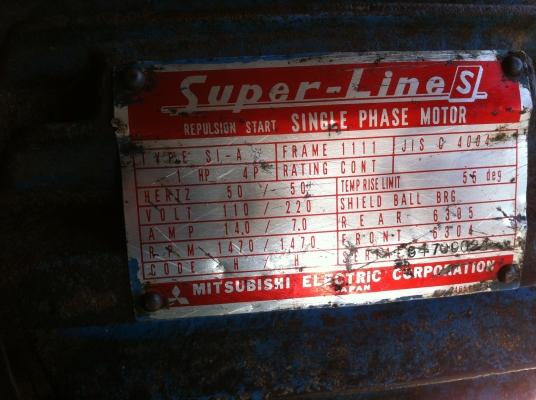 Super-Line S
REPULSION START SINGLE PHASE MOTOR
TYPE SI-A FRAME 1111 JIS C 4004
1 HP 4P RATING CONT
HERTZ 50 / 50 TEMP RISE LIMIT 55 deg
VOLT 110 / 220 SHIELD BALL BRG.
AMP 14.0 / 7.0 REAR 6305
RPM 1470 / 1470 FRONT 6304
CODE H / H SERIAL
MITSUBISHI ELECTRIC CORPORATION
JAPAN